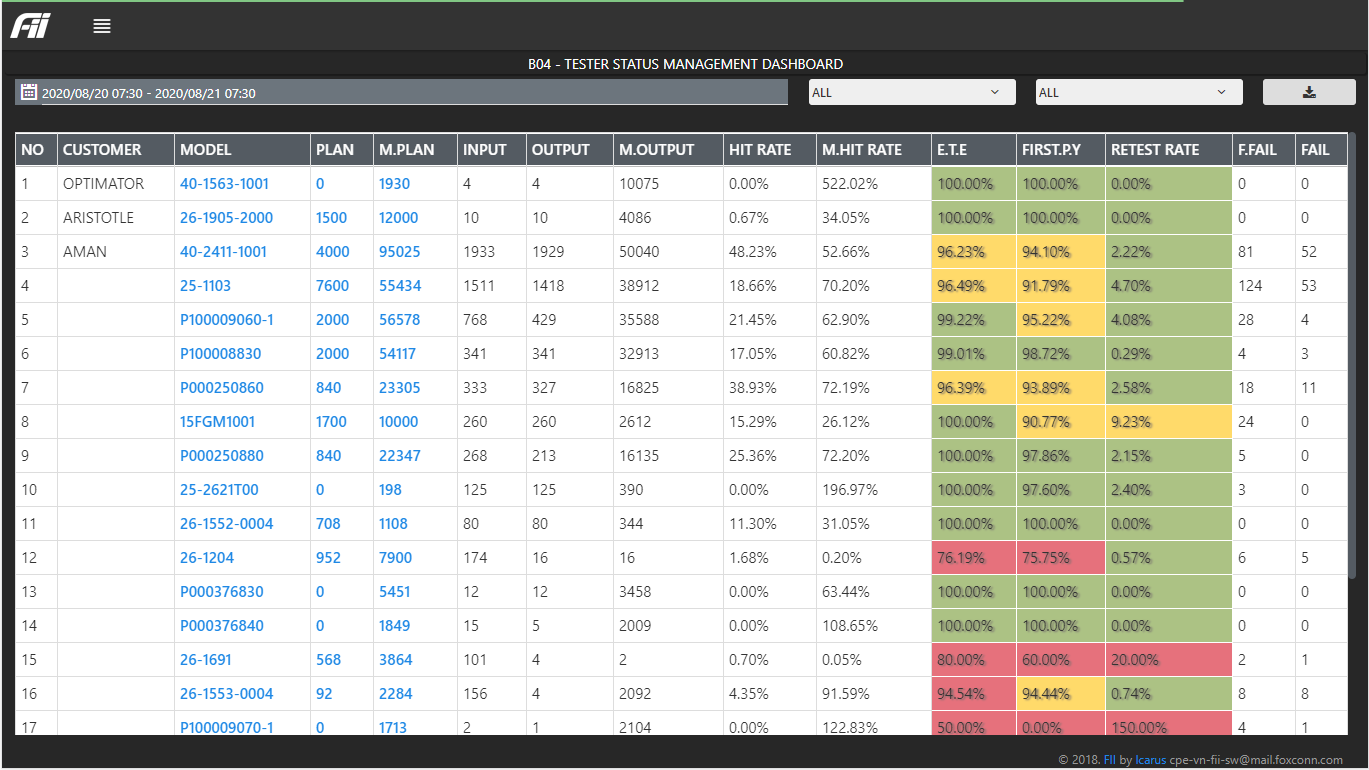 Fii
B04 - TESTER STATUS MANAGEMENT DASHBOARD
2020/08/20 07:30 - 2020/08/21 07:30 ALL ALL
NO CUSTOMER MODEL PLAN M.PLAN INPUT OUTPUT M.OUTPUT HIT RATE M.HIT RATE E.T.E FIRST.P.Y RETEST RATE F.FAIL FAIL
1 OPTIMATOR 40-1563-1001 0 1930 4 4 10075 0.00% 522.02% 100.00% 100.00% 0.00% 0 0
2 ARISTOTLE 26-1905-2000 1500 12000 10 10 4086 0.67% 34.05% 100.00% 100.00% 0.00% 0 0
3 AMAN 40-2411-1001 4000 95025 1933 1929 50040 48.23% 52.66% 96.23% 94.10% 2.22% 81 52
4 25-1103 7600 55434 1511 1418 38912 18.66% 70.20% 96.49% 91.79% 4.70% 124 53
5 P100009060-1 2000 56578 768 429 35588 21.45% 62.90% 99.22% 95.22% 4.08% 28 4
6 P100008830 2000 54117 341 341 32913 17.05% 60.82% 99.01% 98.72% 0.29% 4 3
7 P000250860 840 23305 333 327 16825 38.93% 72.19% 96.39% 93.89% 2.58% 18 11
8 15FGM1001 1700 10000 260 260 2612 15.29% 26.12% 100.00% 90.77% 9.23% 24 0
9 P000250880 840 22347 268 213 16135 25.36% 72.20% 100.00% 97.86% 2.15% 5 0
10 25-2621T00 0 198 125 125 390 0.00% 196.97% 100.00% 97.60% 2.40% 3 0
11 26-1552-0004 708 1108 80 80 344 11.30% 31.05% 100.00% 100.00% 0.00% 0 0
12 26-1204 952 7900 174 16 16 1.68% 0.20% 76.19% 75.75% 0.57% 6 5
13 P000376830 0 5451 12 12 3458 0.00% 63.44% 100.00% 100.00% 0.00% 0 0
14 P000376840 0 1849 15 5 2009 0.00% 108.65% 100.00% 100.00% 0.00% 0 0
15 26-1691 568 3864 101 4 2 0.70% 0.05% 80.00% 60.00% 20.00% 2 1
16 26-1553-0004 92 2284 156 4 2092 4.35% 91.59% 94.54% 94.44% 0.74% 8 8
17 P100009070-1 0 1713 2 1 2104 0.00% 122.83% 50.00% 0.00% 150.00% 4 1
© 2018. FII by Icarus cpe-vn-fii-sw@mail.foxconn.com